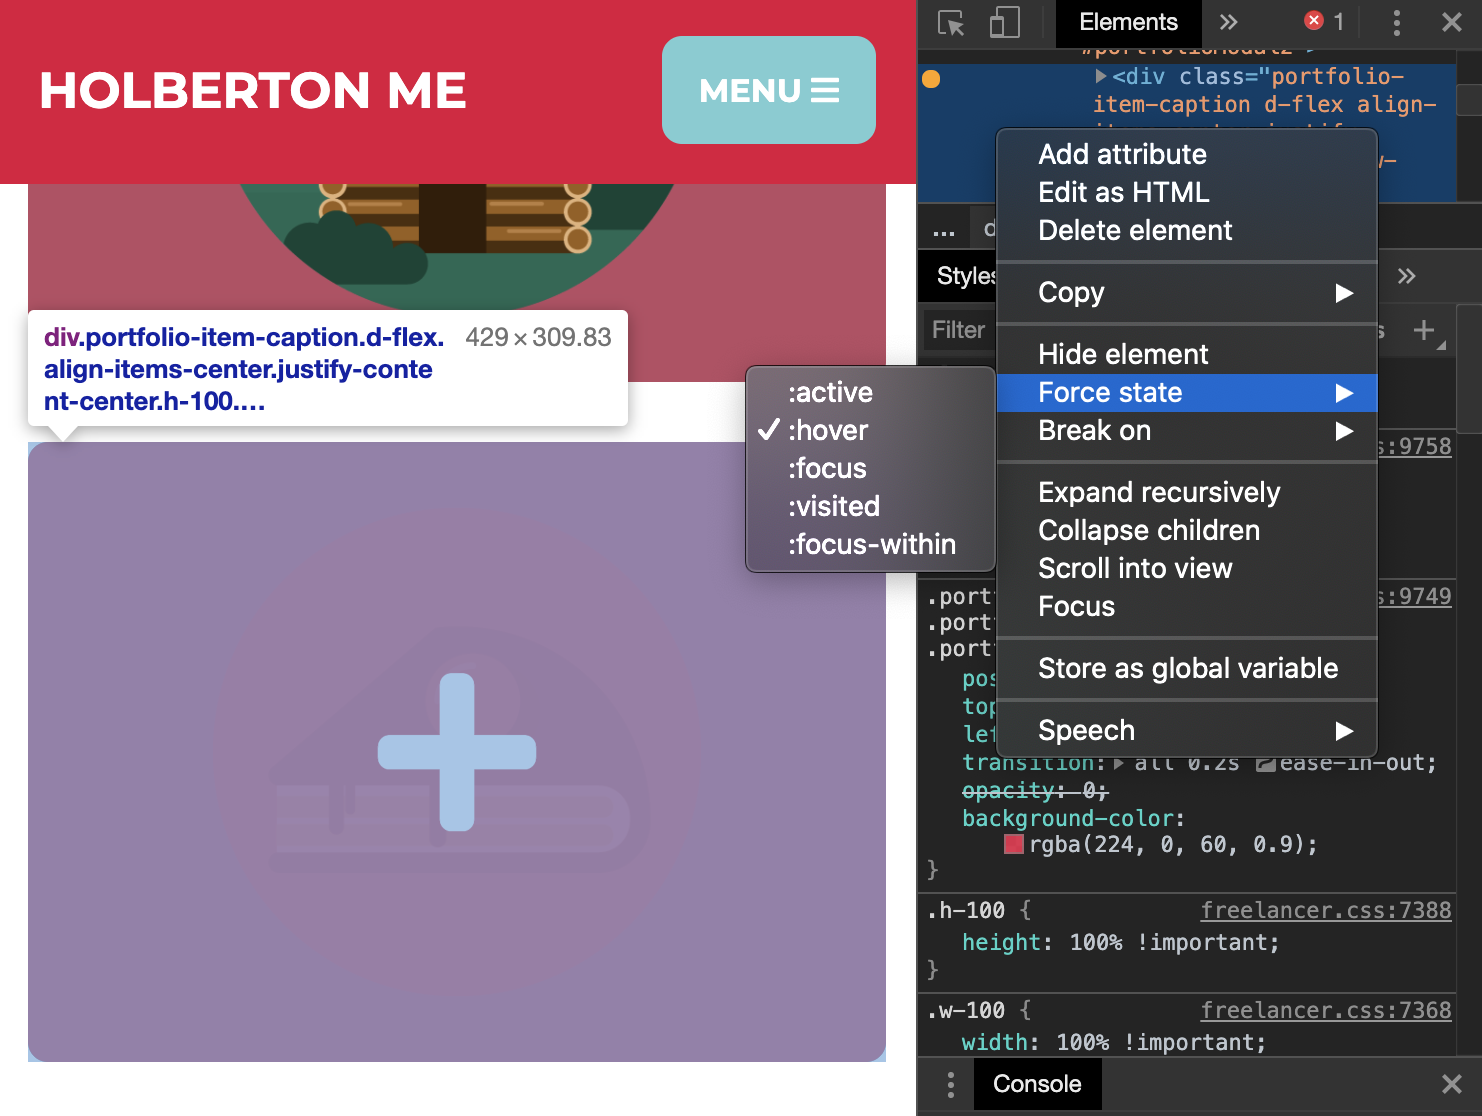 HOLBERTON ME
MENU
div.portfolio-item-caption.d-flex.
align-items-center.justify-conte
nt-center.h-100.…
429 × 309.83
Elements
1
<div class="portfolio-
item-caption d-flex align-
...
Styles
Filter
Add attribute
Edit as HTML
Delete element
Copy
Hide element
Force state
Break on
Expand recursively
Collapse children
Scroll into view
Focus
Store as global variable
Speech
:active
:hover
:focus
:visited
:focus-within
s:9758
s:9749
.port
.port
.port
pos
top
lef
transition: all 0.2s ease-in-out;
opacity: 0;
background-color:
rgba(224, 0, 60, 0.9);
}
.h-100 {
freelancer.css:7388
height: 100% !important;
}
.w-100 {
freelancer.css:7368
width: 100% !important;
Console